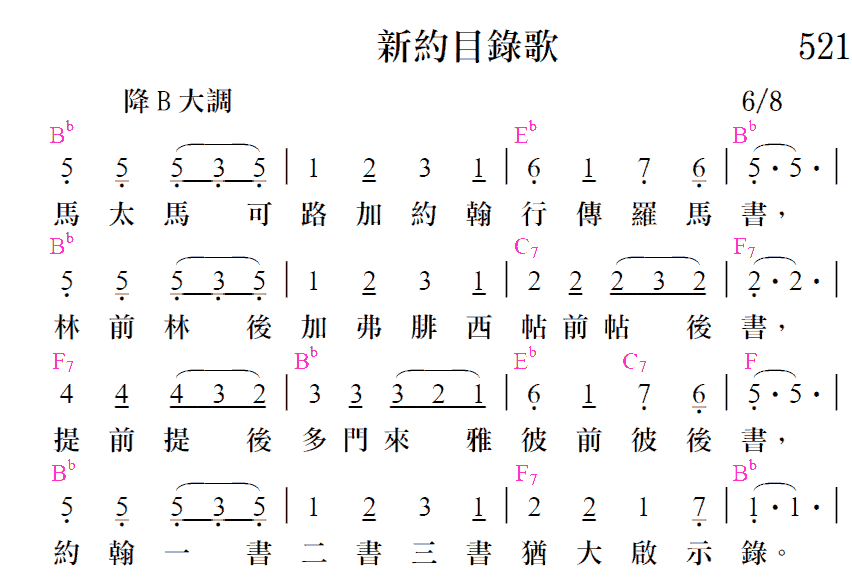 新約目錄歌 521
降B大調 6/8
B♭ E♭ B♭
5 5 5 3 5 | 1 2 3 1 | 6 1 7 6 | 5 · 5 · |
馬太馬 可路加約翰行傳羅馬書，
B♭ C7 F7
5 5 5 3 5 | 1 2 3 1 | 2 2 2 3 2 | 2 · 2 · |
林前林 後加弗腓西帖前帖 後書，
F7 B♭ E♭ C7 F
4 4 4 3 2 | 3 3 3 2 1 | 6 1 7 6 | 5 · 5 · |
提前提 後多門來 雅彼前彼後書，
B♭ F7 B♭
5 5 5 3 5 | 1 2 3 1 | 2 2 1 7 | 1 · 1 · |
約翰一 書二書三書猶大啟示錄。